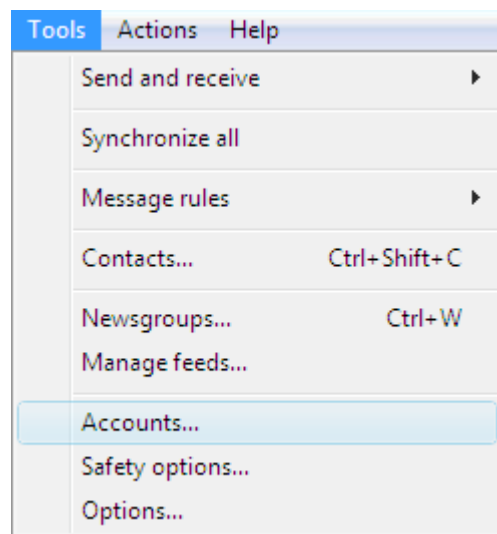 Tools Actions Help
Send and receive
Synchronize all
Message rules
Contacts... Ctrl+Shift+C
Newsgroups... Ctrl+W
Manage feeds...
Accounts...
Safety options...
Options...